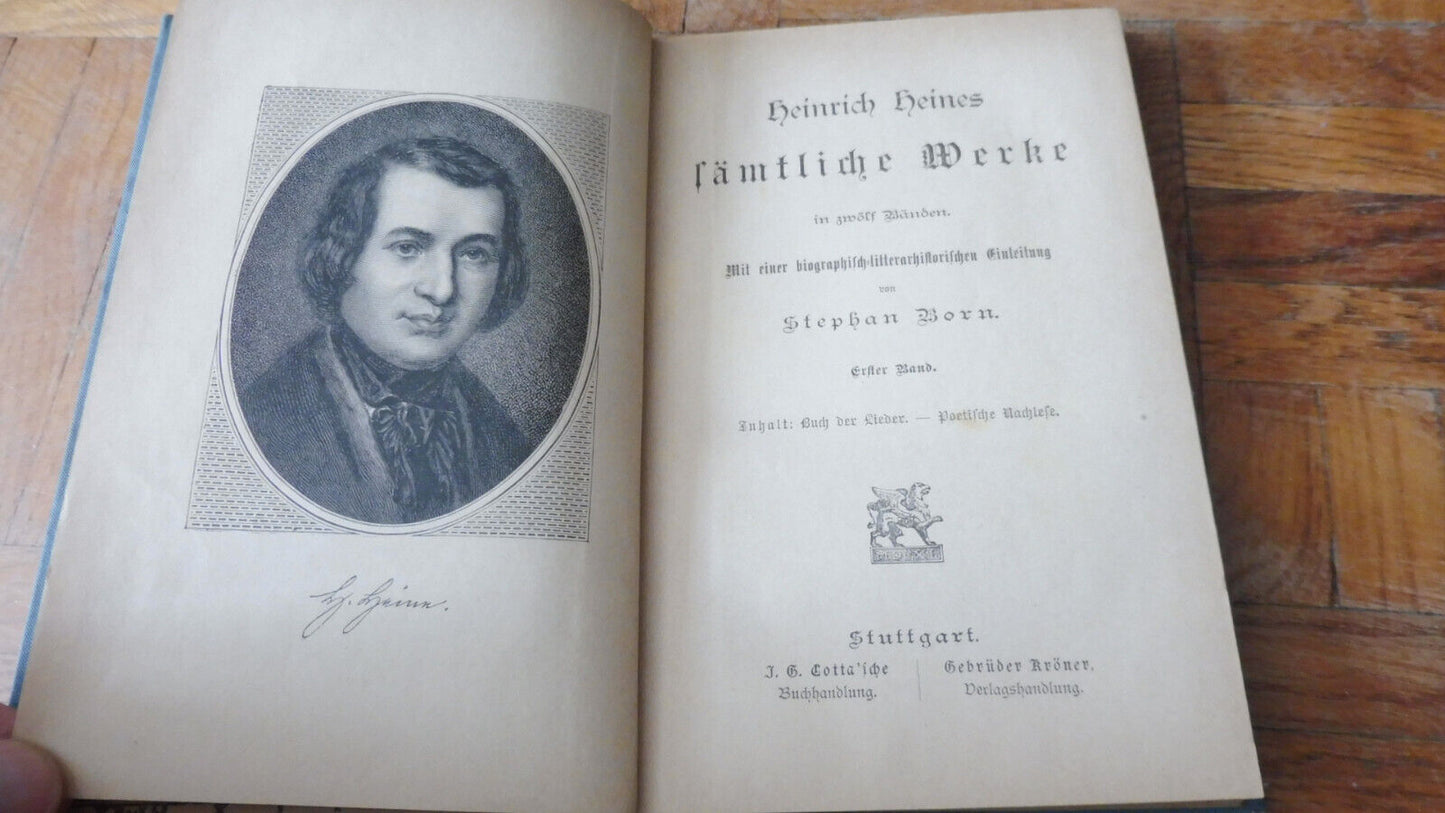 H. Heine.
Heinrich Heines
sämtliche Werke
in zwölf Bänden.
Mit einer biographisch-litterarhistorischen Einleitung
von
Stephan Born.
Erster Band.
Inhalt: Buch der Lieder. — Poetische Nachlese.
Stuttgart.
J. G. Cotta'sche
Buchhandlung.
Gebrüder Kröner,
Verlagshandlung.